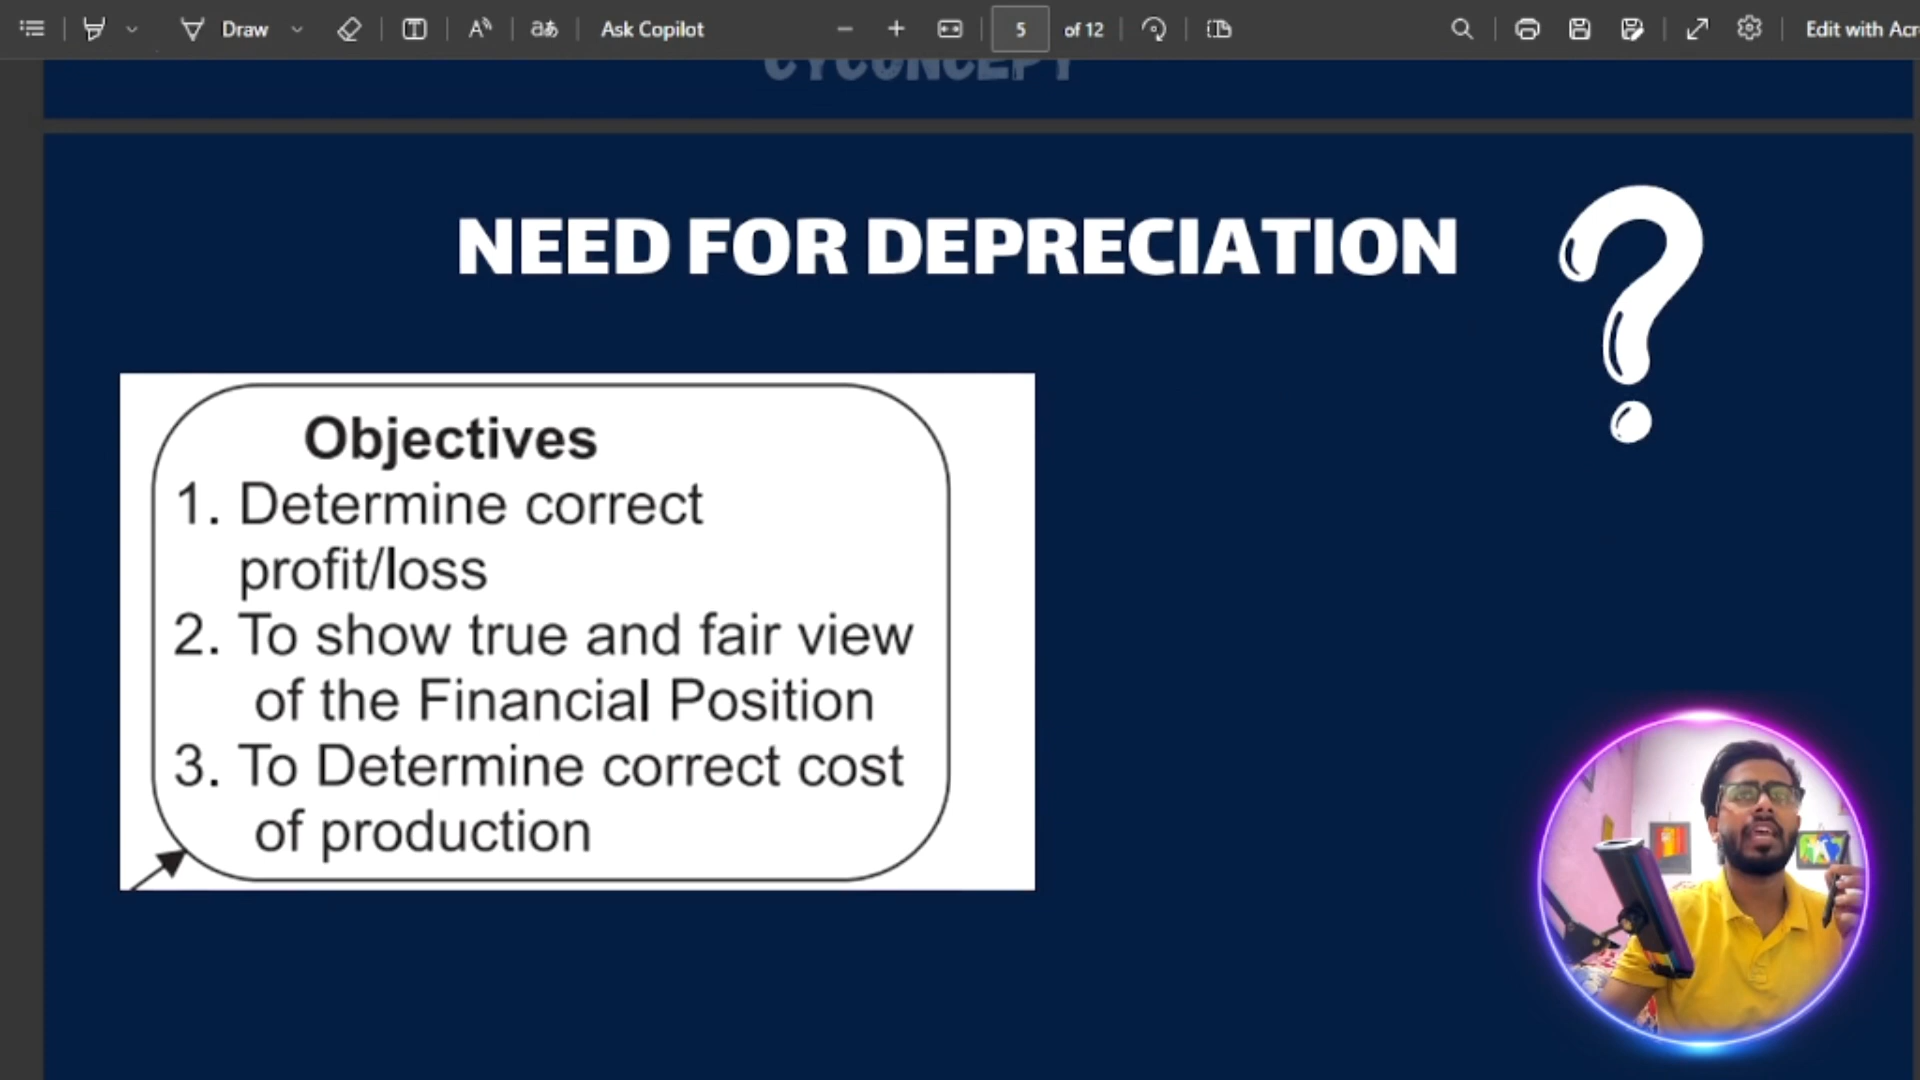 Draw
Ask Copilot
5 of 12
Edit with Acr
CYCONCEPT
NEED FOR DEPRECIATION ?
Objectives
1. Determine correct
profit/loss
2. To show true and fair view
of the Financial Position
3. To Determine correct cost
of production